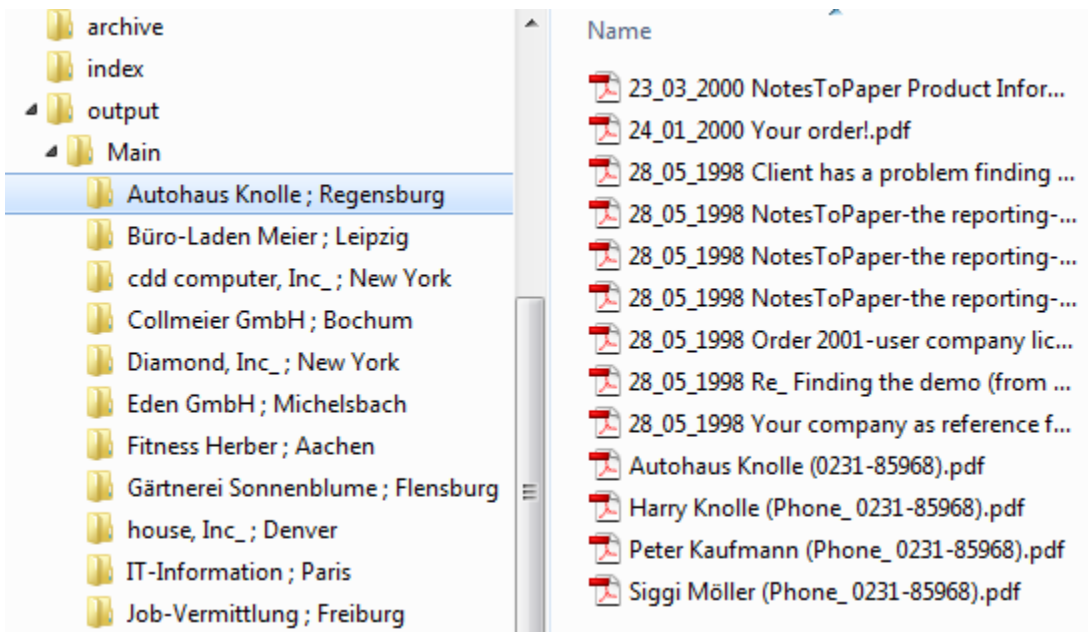 archive
index
output
Main
Autohaus Knolle ; Regensburg
Büro-Laden Meier ; Leipzig
cdd computer, Inc_ ; New York
Collmeier GmbH ; Bochum
Diamond, Inc_ ; New York
Eden GmbH ; Michelsbach
Fitness Herber ; Aachen
Gärtnerei Sonnenblume ; Flensburg
house, Inc_ ; Denver
IT-Information ; Paris
Job-Vermittlung ; Freiburg
Name
23_03_2000 NotesToPaper Product Infor...
24_01_2000 Your order!.pdf
28_05_1998 Client has a problem finding ...
28_05_1998 NotesToPaper-the reporting-...
28_05_1998 NotesToPaper-the reporting-...
28_05_1998 NotesToPaper-the reporting-...
28_05_1998 Order 2001-user company lic...
28_05_1998 Re_ Finding the demo (from ...
28_05_1998 Your company as reference f...
Autohaus Knolle (0231-85968).pdf
Harry Knolle (Phone_ 0231-85968).pdf
Peter Kaufmann (Phone_ 0231-85968).pdf
Siggi Möller (Phone_ 0231-85968).pdf